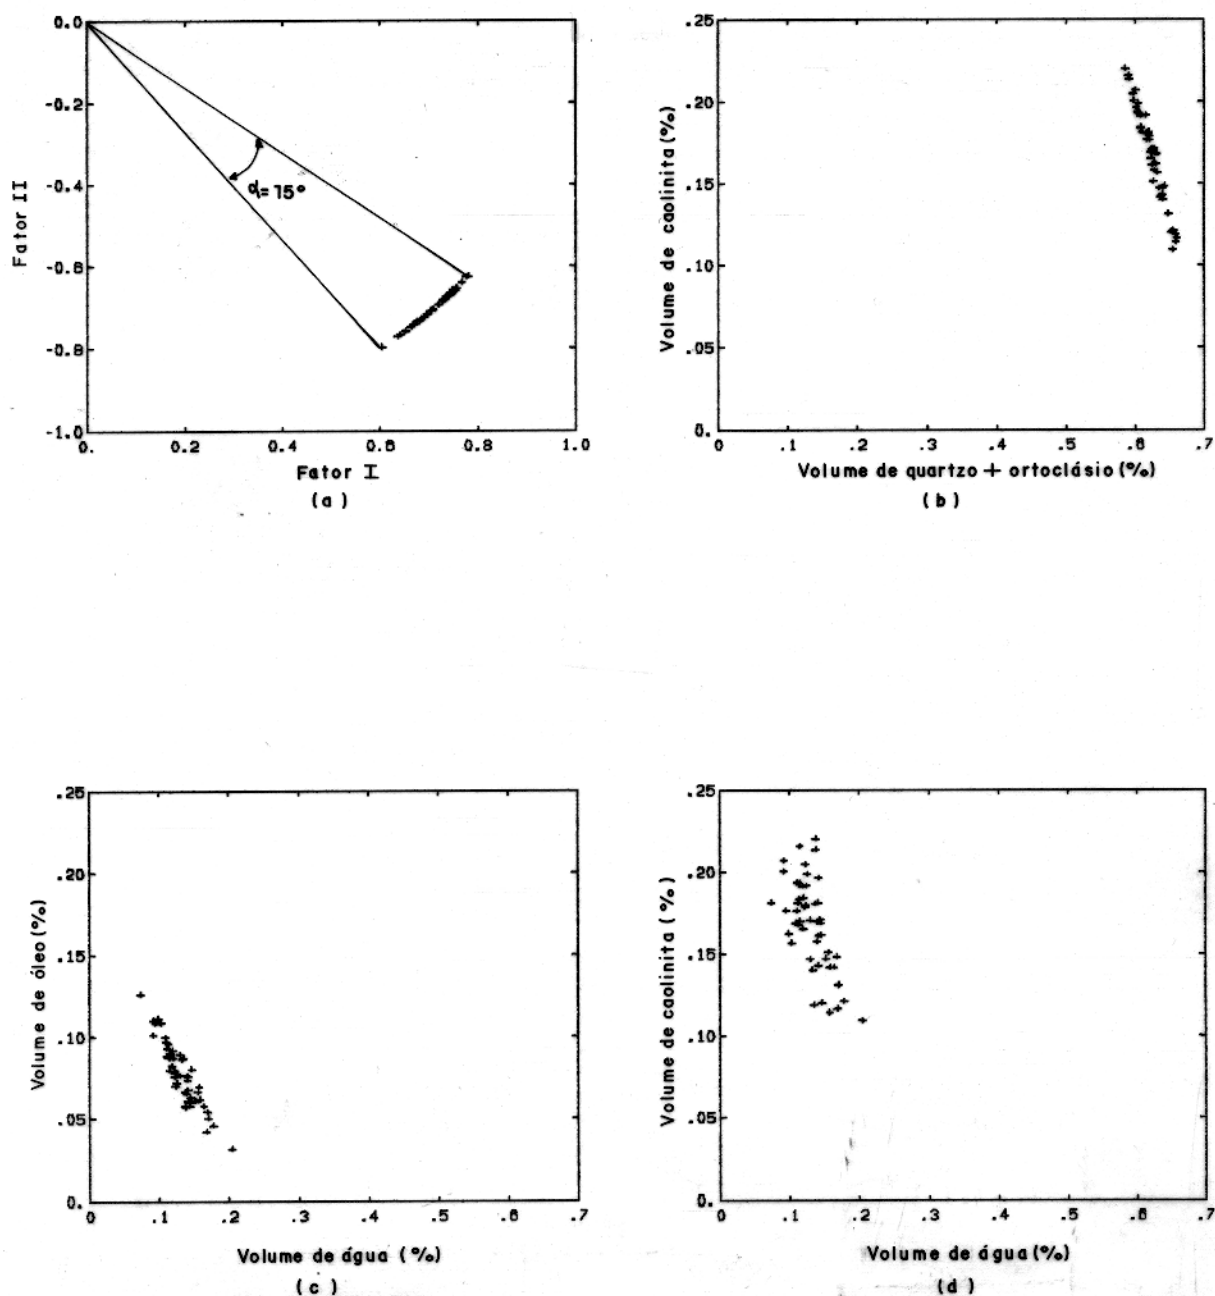 0.0
-0.2
-0.4
-0.6
-0.8
-1.0
Fator II
α = 15°
0. 0.2 0.4 0.6 0.8 1.0
Fator I
(a)
.25
.20
.15
.10
.05
0.
Volume de caolinita (%)
0 .1 .2 .3 .4 .5 .6 .7
Volume de quartzo + ortoclásio (%)
(b)
.25
.20
.15
.10
.05
0.
Volume de óleo (%)
0 .1 .2 .3 .4 .5 .6 .7
Volume de água (%)
(c)
.25
.20
.15
.10
.05
0.
Volume de caolinita (%)
0 .1 .2 .3 .4 .5 .6 .7
Volume de água (%)
(d)